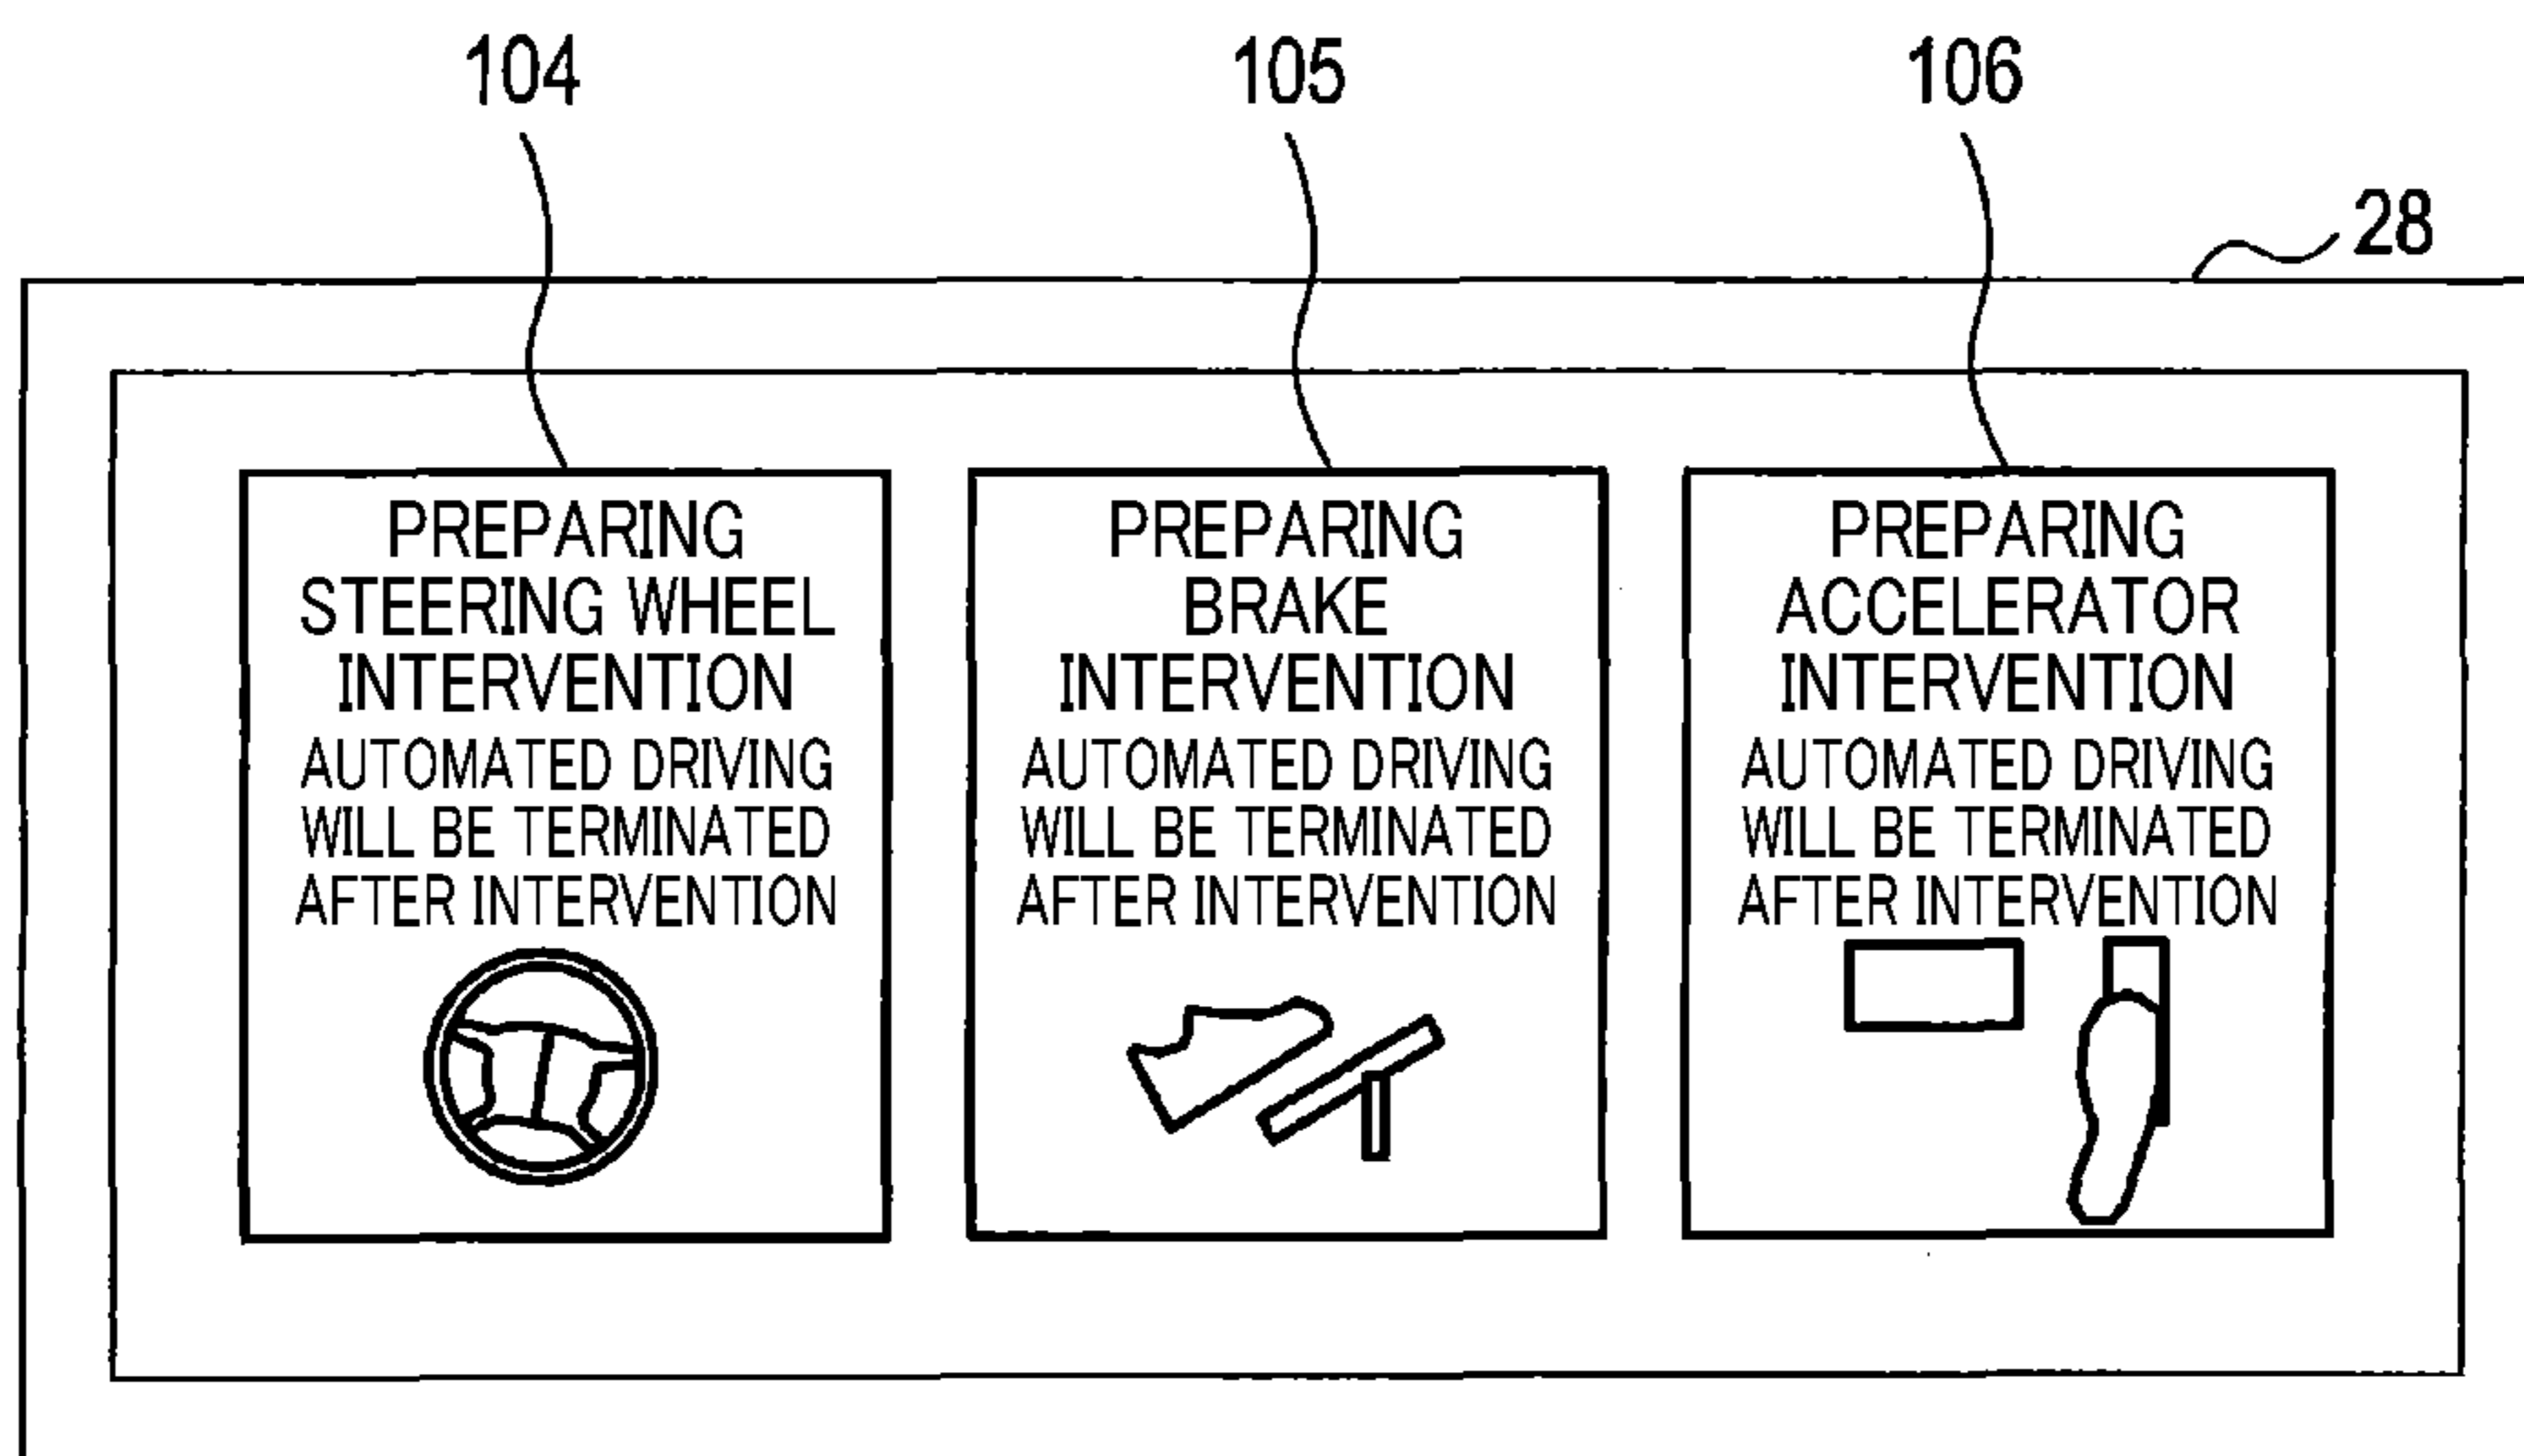 104
105
106
28
PREPARING
STEERING WHEEL
INTERVENTION
AUTOMATED DRIVING
WILL BE TERMINATED
AFTER INTERVENTION
PREPARING
BRAKE
INTERVENTION
AUTOMATED DRIVING
WILL BE TERMINATED
AFTER INTERVENTION
PREPARING
ACCELERATOR
INTERVENTION
AUTOMATED DRIVING
WILL BE TERMINATED
AFTER INTERVENTION